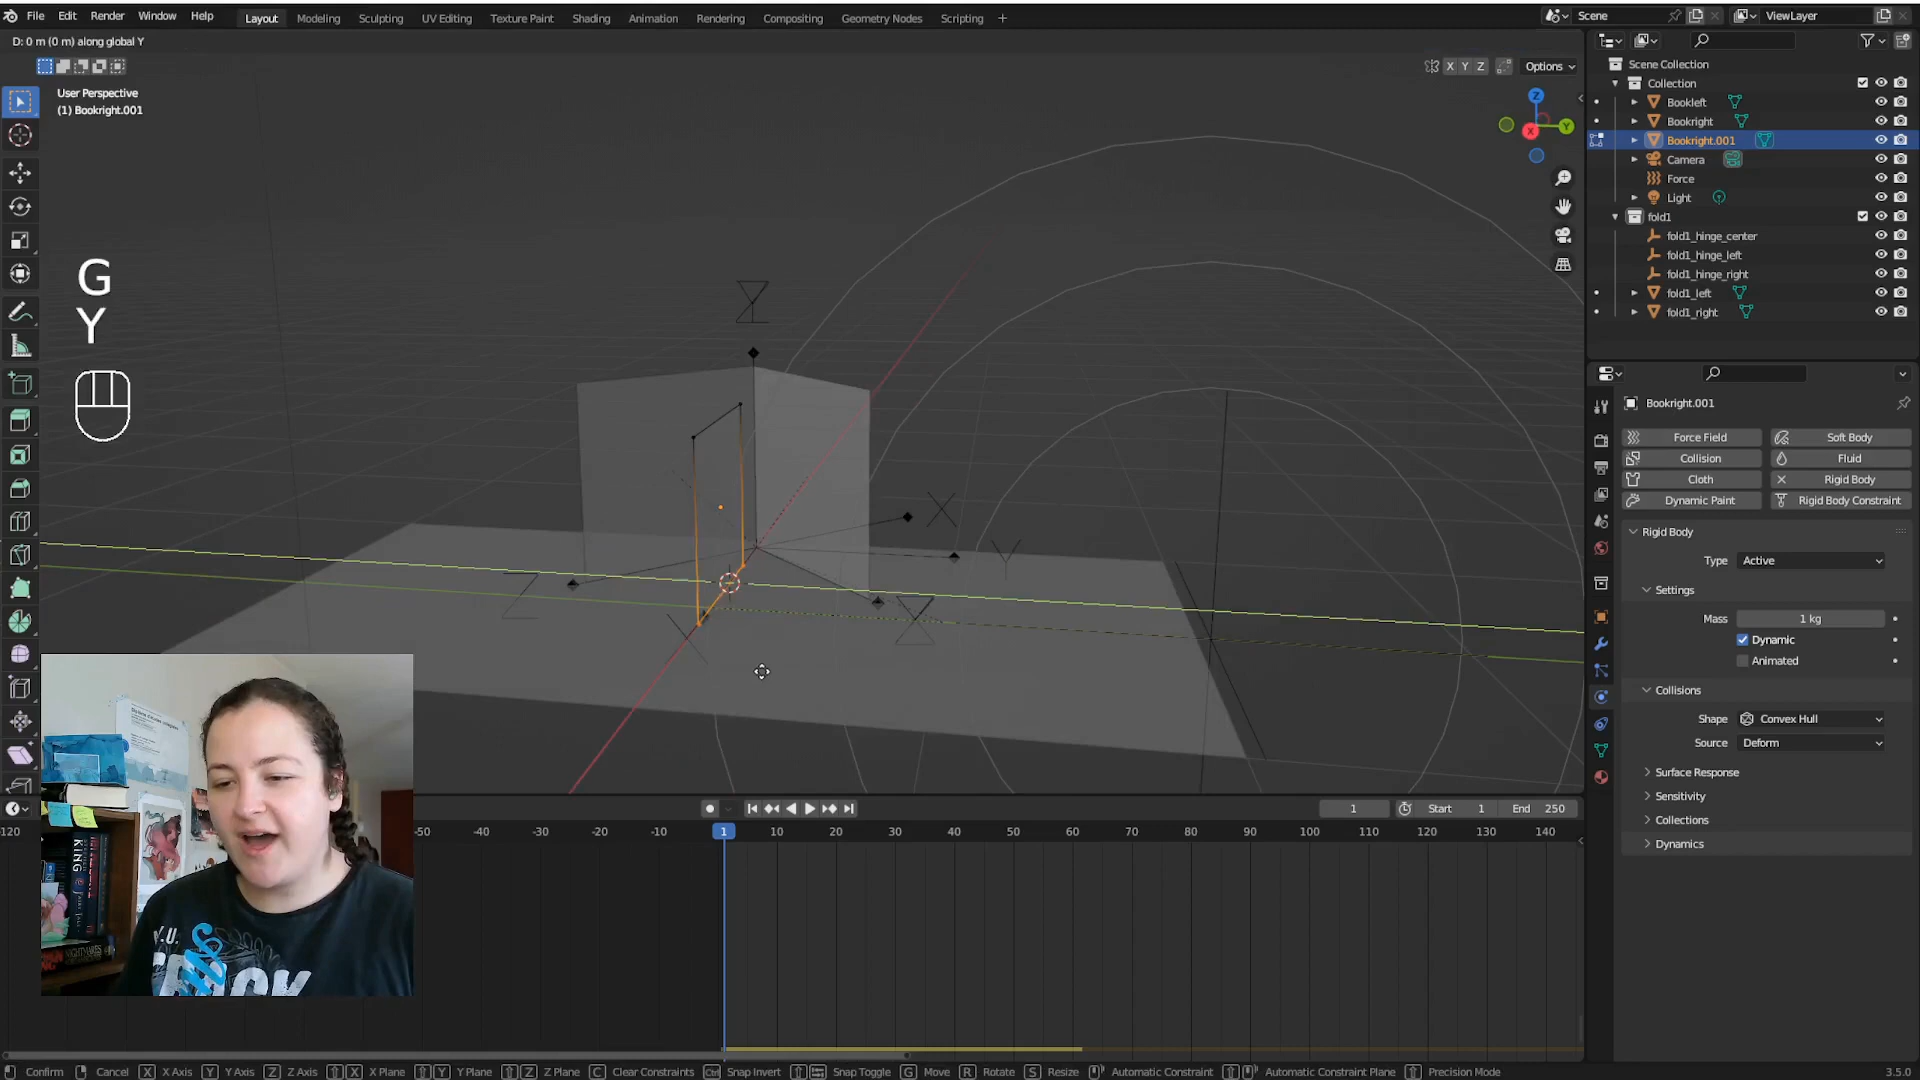 File Edit Render Window Help Layout Modeling Sculpting UV Editing Texture Paint Shading Animation Rendering Compositing Geometry Nodes Scripting + Scene ViewLayer
D: 0 m (0 m) along global Y
X Y Z Options
User Perspective
(1) Bookright.001
G
Y
Z
X
Y
Z
X
Z
Z
X
Y
Scene Collection
Collection
Bookleft
Bookright
Bookright.001
Camera
Force
Light
fold1
fold1_hinge_center
fold1_hinge_left
fold1_hinge_right
fold1_left
fold1_right
Bookright.001
Force Field Soft Body
Collision Fluid
Cloth Rigid Body
Dynamic Paint Rigid Body Constraint
Rigid Body
Type Active
Settings
Mass 1 kg
Dynamic
Animated
Collisions
Shape Convex Hull
Source Deform
Surface Response
Sensitivity
Collections
Dynamics
1 Start 1 End 250
-120 -50 -40 -30 -20 -10 1 10 20 30 40 50 60 70 80 90 100 110 120 130 140
KING
Confirm Cancel X X Axis Y Y Axis Z Z Axis X X Plane Y Y Plane Z Z Plane C Clear Constraints Ctrl Snap Invert Snap Toggle G Move R Rotate S Resize Automatic Constraint Automatic Constraint Plane Precision Mode 3.5.0